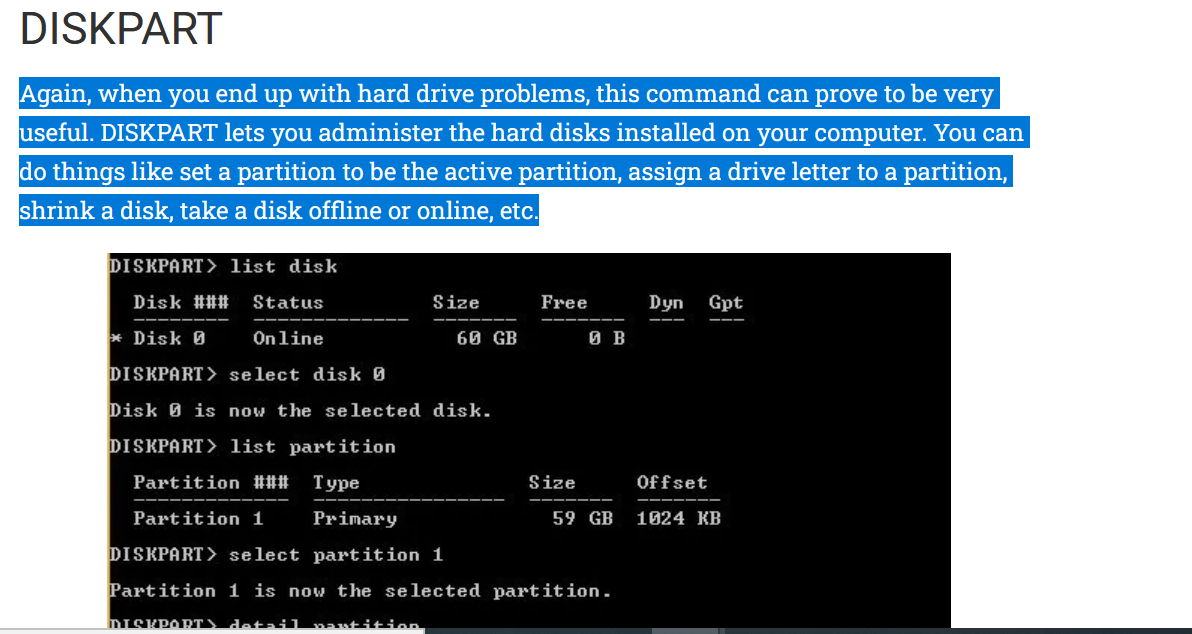 DISKPART
Again, when you end up with hard drive problems, this command can prove to be very
useful. DISKPART lets you administer the hard disks installed on your computer. You can
do things like set a partition to be the active partition, assign a drive letter to a partition,
shrink a disk, take a disk offline or online, etc.
DISKPART> list disk
Disk ### Status Size Free Dyn Gpt
* Disk 0 Online 60 GB 0 B
DISKPART> select disk 0
Disk 0 is now the selected disk.
DISKPART> list partition
Partition ### Type Size Offset
Partition 1 Primary 59 GB 1024 KB
DISKPART> select partition 1
Partition 1 is now the selected partition.
DISKPART> detail partition